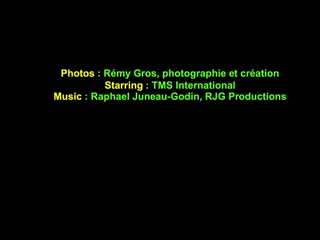 Photos : Rémy Gros, photographie et création
Starring : TMS International
Music : Raphael Juneau-Godin, RJG Productions